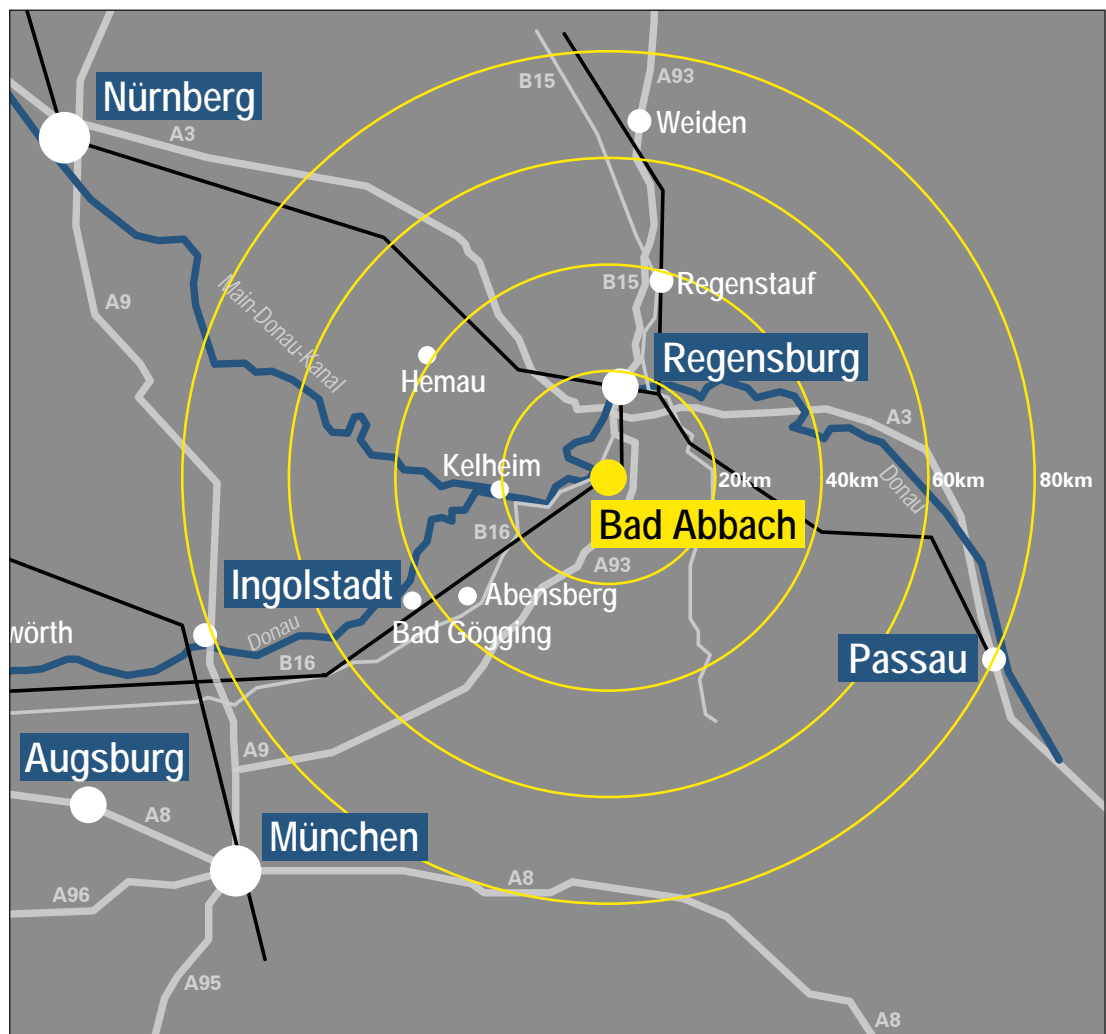 B15
A93
Nürnberg
Weiden
A3
B15
Regenstauf
Main-Donau-Kanal
A9
Regensburg
Hemau
A3
Kelheim
20km
40km
60km
80km
Donau
Bad Abbach
B16
A93
Ingolstadt
Abensberg
wörth
Donau
Bad Gögging
B16
Passau
A9
Augsburg
A8
München
A8
A96
A95
A8